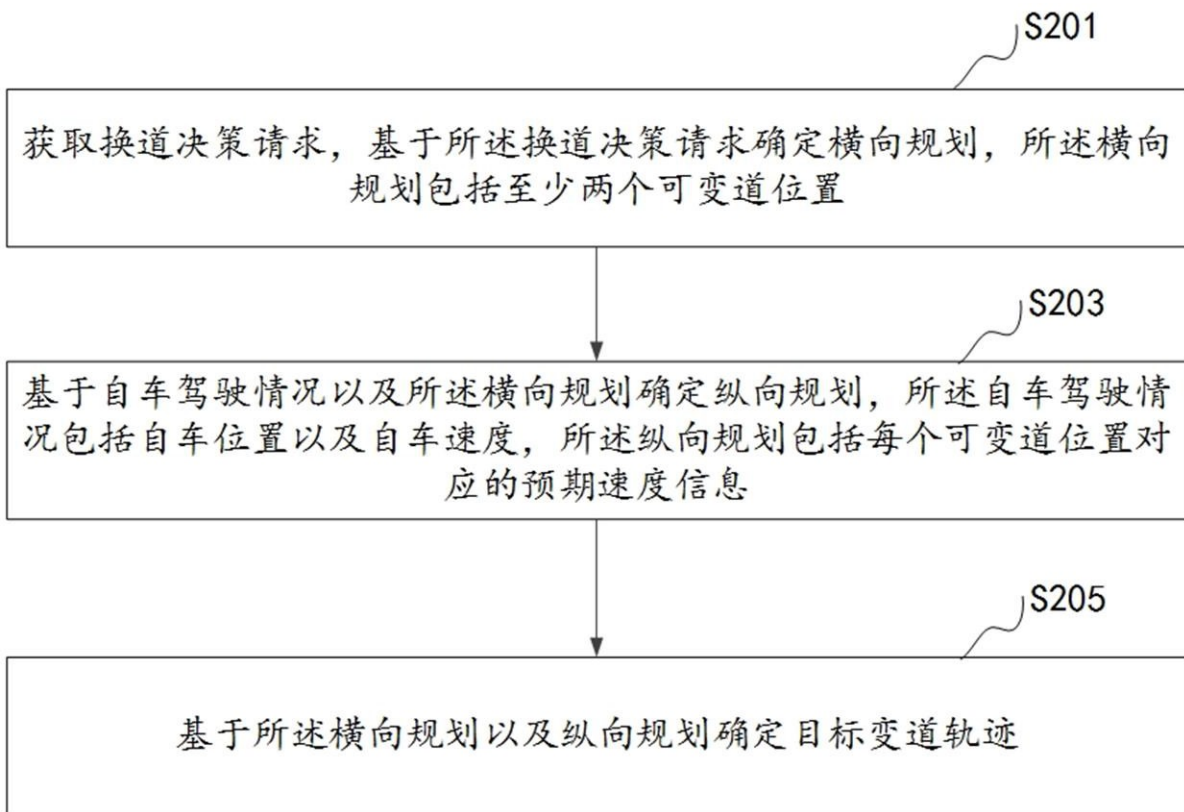 S201
获取换道决策请求，基于所述换道决策请求确定横向规划，所述横向
规划包括至少两个可变道位置
S203
基于自车驾驶情况以及所述横向规划确定纵向规划，所述自车驾驶情
况包括自车位置以及自车速度，所述纵向规划包括每个可变道位置对
应的预期速度信息
S205
基于所述横向规划以及纵向规划确定目标变道轨迹